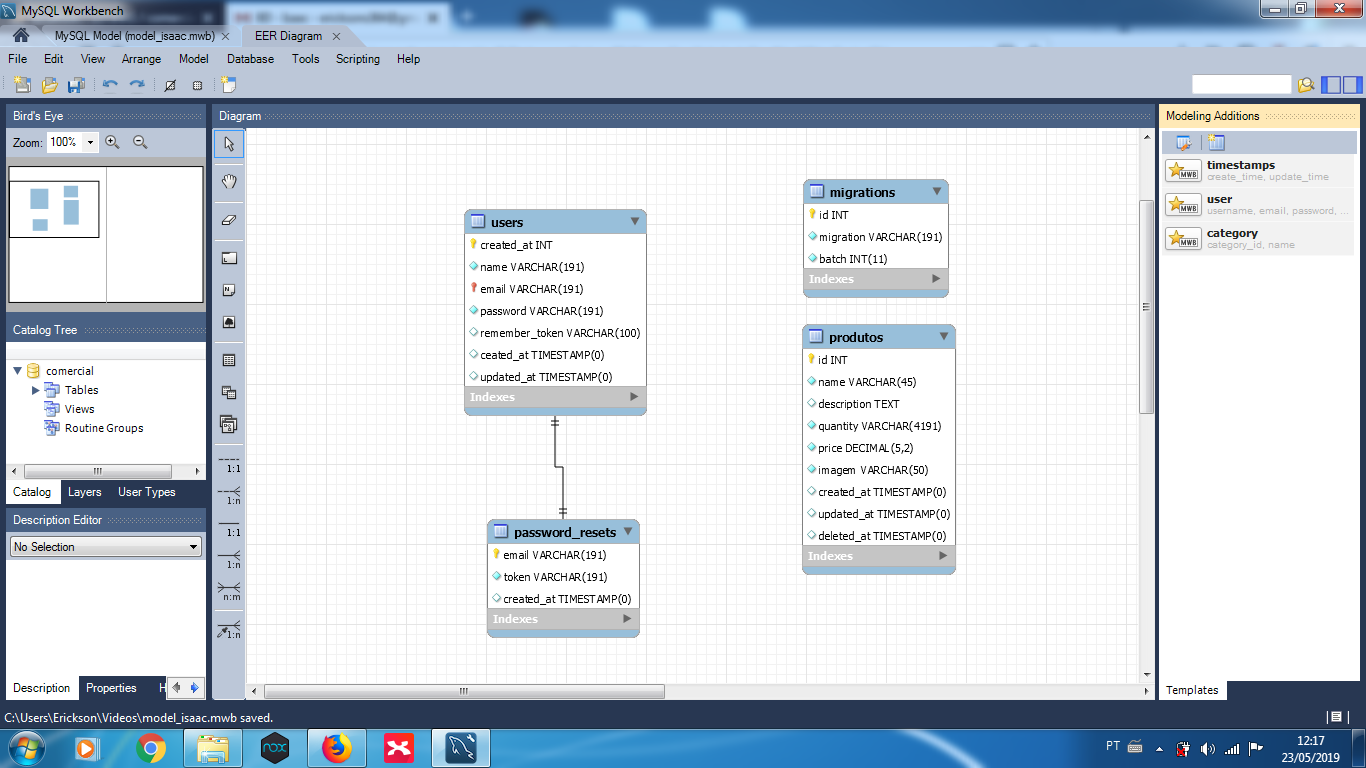 MySQL Workbench
MySQL Model (model_isaac.mwb)
EER Diagram
File Edit View Arrange Model Database Tools Scripting Help
Bird's Eye
Zoom: 100%
Catalog Tree
comercial
Tables
Views
Routine Groups
Catalog Layers User Types
Description Editor
No Selection
Description Properties H
Diagram
1:1
1:n
1:1
1:n
n:m
1:n
users
created_at INT
name VARCHAR(191)
email VARCHAR(191)
password VARCHAR(191)
remember_token VARCHAR(100)
ceated_at TIMESTAMP(0)
updated_at TIMESTAMP(0)
Indexes
password_resets
email VARCHAR(191)
token VARCHAR(191)
created_at TIMESTAMP(0)
Indexes
migrations
id INT
migration VARCHAR(191)
batch INT(11)
Indexes
produtos
id INT
name VARCHAR(45)
description TEXT
quantity VARCHAR(4191)
price DECIMAL(5,2)
imagem VARCHAR(50)
created_at TIMESTAMP(0)
updated_at TIMESTAMP(0)
deleted_at TIMESTAMP(0)
Indexes
Modeling Additions
MWB
timestamps
create_time, update_time
MWB
user
username, email, password, ...
MWB
category
category_id, name
Templates
C:\Users\Erickson\Videos\model_isaac.mwb saved.
nox
PT
12:17
23/05/2019